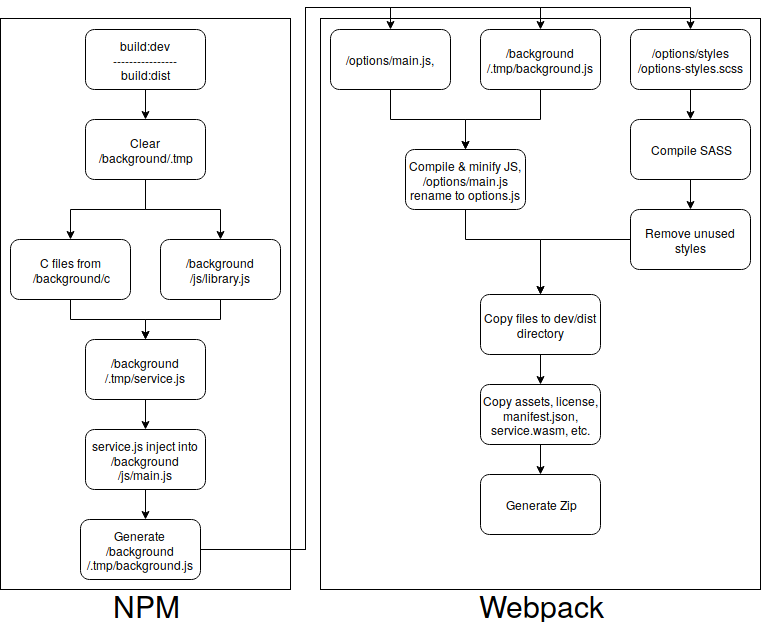 build:dev
----------------
build:dist
Clear
/background/.tmp
C files from
/background/c
/background
/js/library.js
/background
/.tmp/service.js
service.js inject into
/background
/js/main.js
Generate
/background
/.tmp/background.js
NPM
/options/main.js,
/background
/.tmp/background.js
/options/styles
/options-styles.scss
Compile & minify JS,
/options/main.js
rename to options.js
Compile SASS
Remove unused
styles
Copy files to dev/dist
directory
Copy assets, license,
manifest.json,
service.wasm, etc.
Generate Zip
Webpack